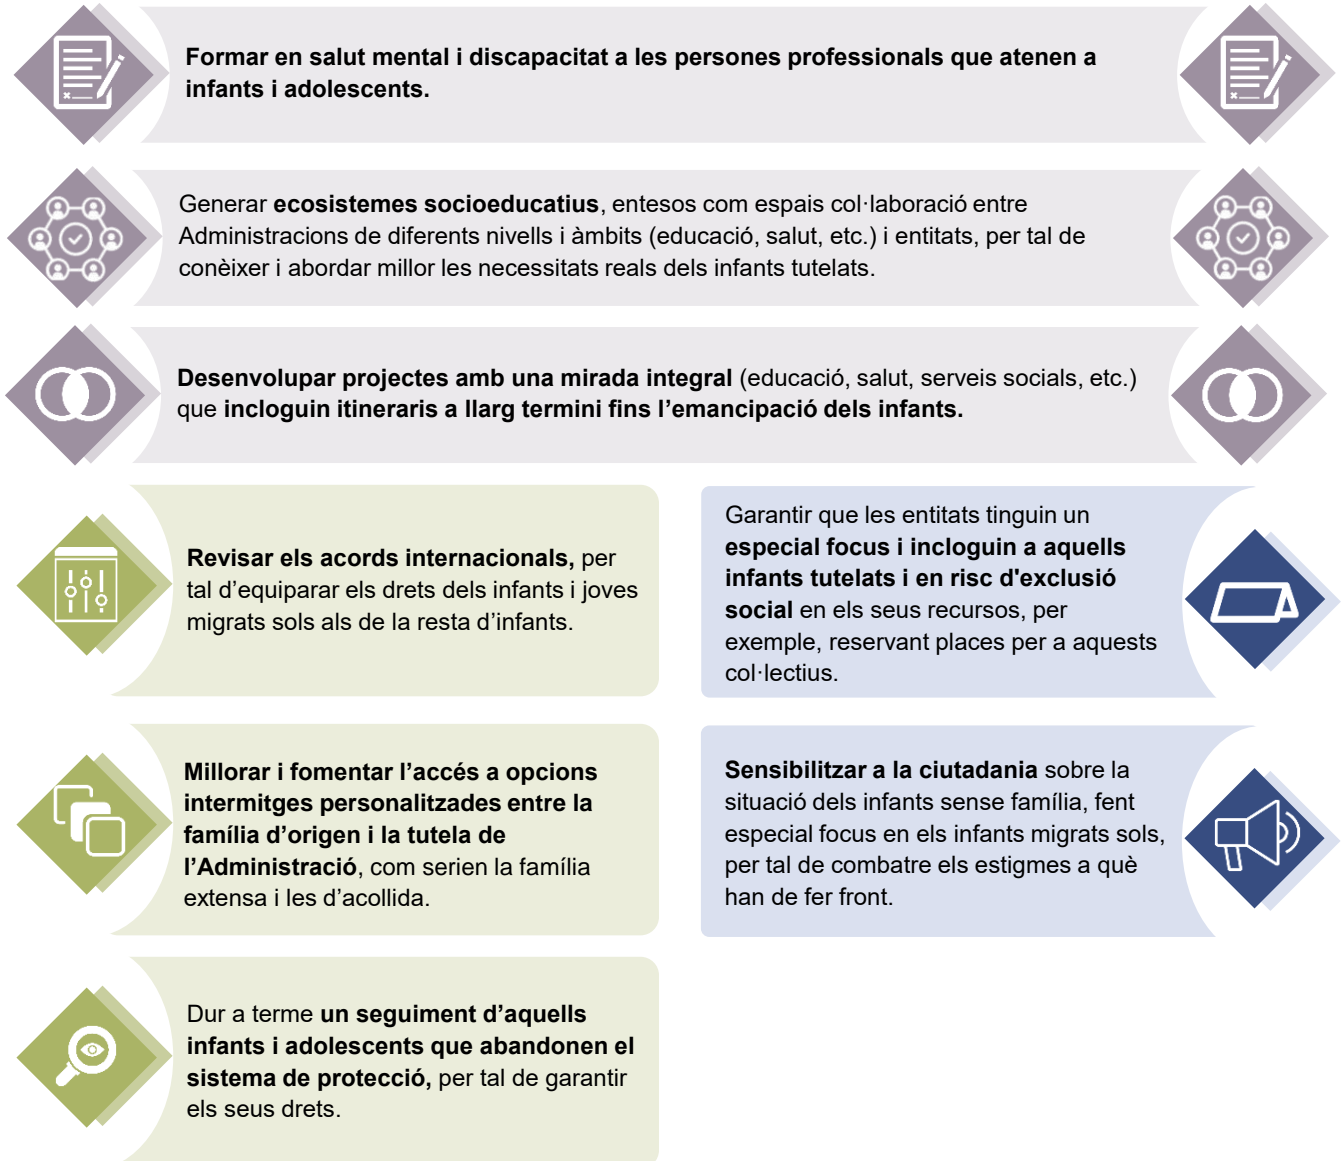 Formar en salut mental i discapacitat a les persones professionals que atenen a
infants i adolescents.
Generar ecosistemes socioeducatius, entesos com espais col·laboració entre
Administracions de diferents nivells i àmbits (educació, salut, etc.) i entitats, per tal de
conèixer i abordar millor les necessitats reals dels infants tutelats.
Desenvolupar projectes amb una mirada integral (educació, salut, serveis socials, etc.)
que incloguin itineraris a llarg termini fins l’emancipació dels infants.
Revisar els acords internacionals, per
tal d’equiparar els drets dels infants i joves
migrats sols als de la resta d’infants.
Garantir que les entitats tinguin un
especial focus i incloguin a aquells
infants tutelats i en risc d'exclusió
social en els seus recursos, per
exemple, reservant places per a aquests
col·lectius.
Millorar i fomentar l’accés a opcions
intermitges personalitzades entre la
família d’origen i la tutela de
l’Administració, com serien la família
extensa i les d’acollida.
Sensibilitzar a la ciutadania sobre la
situació dels infants sense família, fent
especial focus en els infants migrats sols,
per tal de combatre els estigmes a què
han de fer front.
Dur a terme un seguiment d’aquells
infants i adolescents que abandonen el
sistema de protecció, per tal de garantir
els seus drets.